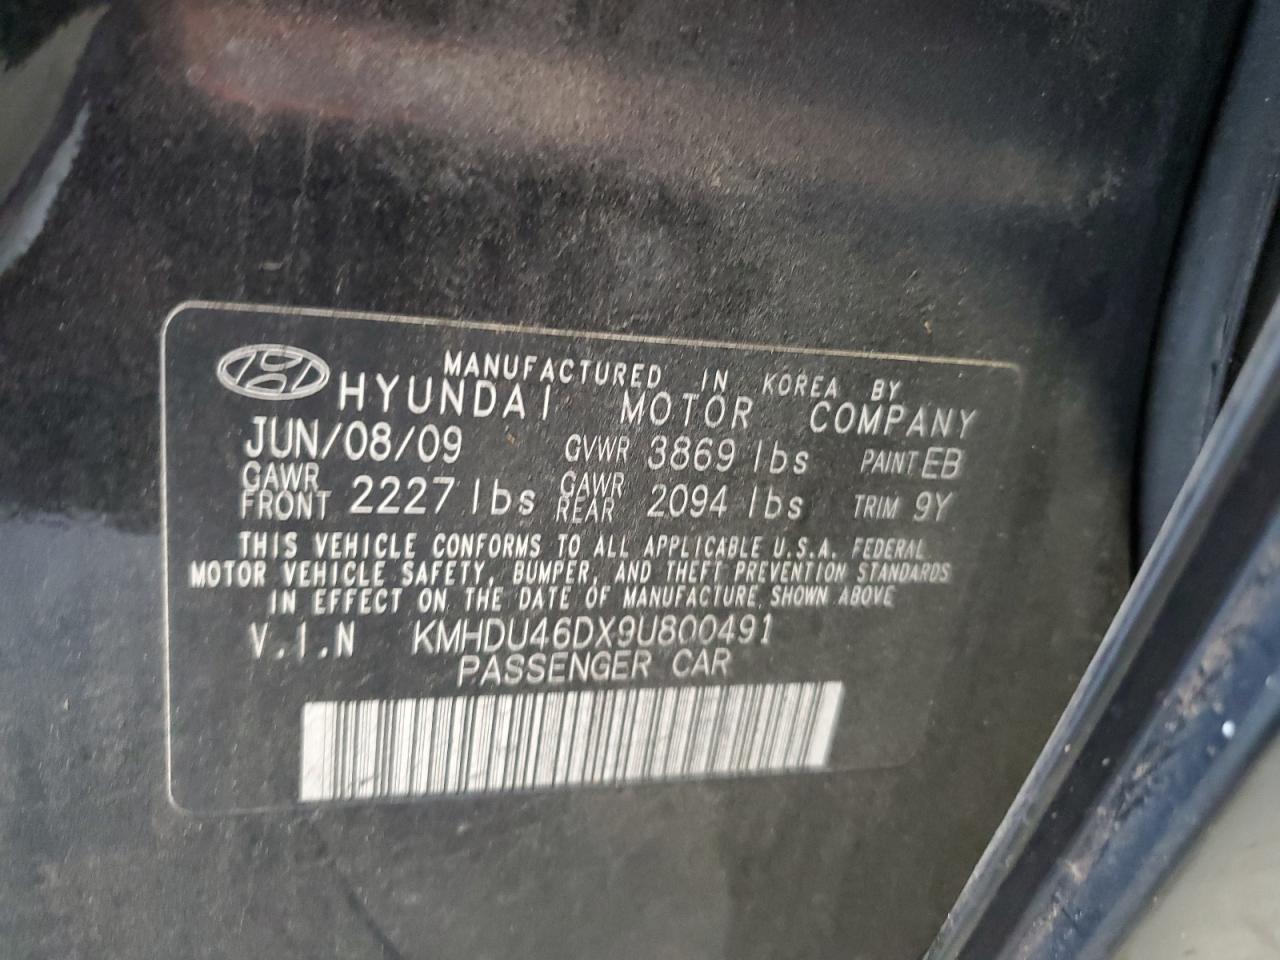 MANUFACTURED IN KOREA BY
HYUNDAI MOTOR COMPANY
JUN/08/09 GVWR 3869 lbs PAINT EB
GAWR FRONT 2227 lbs GAWR REAR 2094 lbs TRIM 9Y
THIS VEHICLE CONFORMS TO ALL APPLICABLE U.S.A. FEDERAL
MOTOR VEHICLE SAFETY, BUMPER, AND THEFT PREVENTION STANDARDS
IN EFFECT ON THE DATE OF MANUFACTURE SHOWN ABOVE
V.I.N KMHDU46DX9U800491
PASSENGER CAR